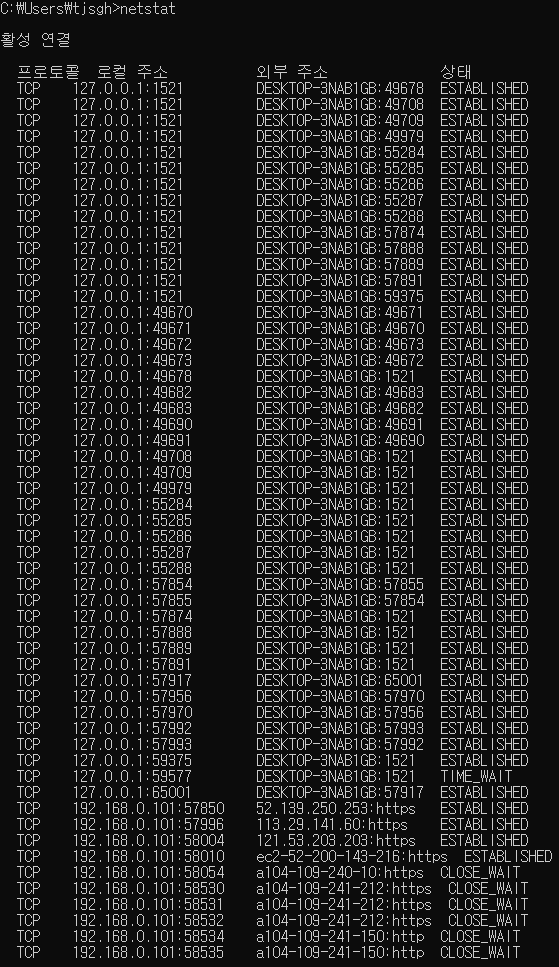 C:₩Users₩tjsgh>netstat
활성 연결
프로토콜 로컬 주소 외부 주소 상태
TCP 127.0.0.1:1521 DESKTOP-3NAB1GB:49678 ESTABLISHED
TCP 127.0.0.1:1521 DESKTOP-3NAB1GB:49708 ESTABLISHED
TCP 127.0.0.1:1521 DESKTOP-3NAB1GB:49709 ESTABLISHED
TCP 127.0.0.1:1521 DESKTOP-3NAB1GB:49979 ESTABLISHED
TCP 127.0.0.1:1521 DESKTOP-3NAB1GB:55284 ESTABLISHED
TCP 127.0.0.1:1521 DESKTOP-3NAB1GB:55285 ESTABLISHED
TCP 127.0.0.1:1521 DESKTOP-3NAB1GB:55286 ESTABLISHED
TCP 127.0.0.1:1521 DESKTOP-3NAB1GB:55287 ESTABLISHED
TCP 127.0.0.1:1521 DESKTOP-3NAB1GB:55288 ESTABLISHED
TCP 127.0.0.1:1521 DESKTOP-3NAB1GB:57874 ESTABLISHED
TCP 127.0.0.1:1521 DESKTOP-3NAB1GB:57888 ESTABLISHED
TCP 127.0.0.1:1521 DESKTOP-3NAB1GB:57889 ESTABLISHED
TCP 127.0.0.1:1521 DESKTOP-3NAB1GB:57891 ESTABLISHED
TCP 127.0.0.1:1521 DESKTOP-3NAB1GB:59375 ESTABLISHED
TCP 127.0.0.1:49670 DESKTOP-3NAB1GB:49671 ESTABLISHED
TCP 127.0.0.1:49671 DESKTOP-3NAB1GB:49670 ESTABLISHED
TCP 127.0.0.1:49672 DESKTOP-3NAB1GB:49673 ESTABLISHED
TCP 127.0.0.1:49673 DESKTOP-3NAB1GB:49672 ESTABLISHED
TCP 127.0.0.1:49678 DESKTOP-3NAB1GB:1521 ESTABLISHED
TCP 127.0.0.1:49682 DESKTOP-3NAB1GB:49683 ESTABLISHED
TCP 127.0.0.1:49683 DESKTOP-3NAB1GB:49682 ESTABLISHED
TCP 127.0.0.1:49690 DESKTOP-3NAB1GB:49691 ESTABLISHED
TCP 127.0.0.1:49691 DESKTOP-3NAB1GB:49690 ESTABLISHED
TCP 127.0.0.1:49708 DESKTOP-3NAB1GB:1521 ESTABLISHED
TCP 127.0.0.1:49709 DESKTOP-3NAB1GB:1521 ESTABLISHED
TCP 127.0.0.1:49979 DESKTOP-3NAB1GB:1521 ESTABLISHED
TCP 127.0.0.1:55284 DESKTOP-3NAB1GB:1521 ESTABLISHED
TCP 127.0.0.1:55285 DESKTOP-3NAB1GB:1521 ESTABLISHED
TCP 127.0.0.1:55286 DESKTOP-3NAB1GB:1521 ESTABLISHED
TCP 127.0.0.1:55287 DESKTOP-3NAB1GB:1521 ESTABLISHED
TCP 127.0.0.1:55288 DESKTOP-3NAB1GB:1521 ESTABLISHED
TCP 127.0.0.1:57854 DESKTOP-3NAB1GB:57855 ESTABLISHED
TCP 127.0.0.1:57855 DESKTOP-3NAB1GB:57854 ESTABLISHED
TCP 127.0.0.1:57874 DESKTOP-3NAB1GB:1521 ESTABLISHED
TCP 127.0.0.1:57888 DESKTOP-3NAB1GB:1521 ESTABLISHED
TCP 127.0.0.1:57889 DESKTOP-3NAB1GB:1521 ESTABLISHED
TCP 127.0.0.1:57891 DESKTOP-3NAB1GB:1521 ESTABLISHED
TCP 127.0.0.1:57917 DESKTOP-3NAB1GB:65001 ESTABLISHED
TCP 127.0.0.1:57956 DESKTOP-3NAB1GB:57970 ESTABLISHED
TCP 127.0.0.1:57970 DESKTOP-3NAB1GB:57956 ESTABLISHED
TCP 127.0.0.1:57992 DESKTOP-3NAB1GB:57993 ESTABLISHED
TCP 127.0.0.1:57993 DESKTOP-3NAB1GB:57992 ESTABLISHED
TCP 127.0.0.1:59375 DESKTOP-3NAB1GB:1521 ESTABLISHED
TCP 127.0.0.1:59577 DESKTOP-3NAB1GB:1521 TIME_WAIT
TCP 127.0.0.1:65001 DESKTOP-3NAB1GB:57917 ESTABLISHED
TCP 192.168.0.101:57850 52.139.250.253:https ESTABLISHED
TCP 192.168.0.101:57996 113.29.141.60:https ESTABLISHED
TCP 192.168.0.101:58004 121.53.203.203:https ESTABLISHED
TCP 192.168.0.101:58010 ec2-52-200-143-216:https ESTABLISHED
TCP 192.168.0.101:58054 a104-109-240-10:https CLOSE_WAIT
TCP 192.168.0.101:58530 a104-109-241-212:https CLOSE_WAIT
TCP 192.168.0.101:58531 a104-109-241-212:https CLOSE_WAIT
TCP 192.168.0.101:58532 a104-109-241-212:https CLOSE_WAIT
TCP 192.168.0.101:58534 a104-109-241-150:http CLOSE_WAIT
TCP 192.168.0.101:58535 a104-109-241-150:http CLOSE_WAIT